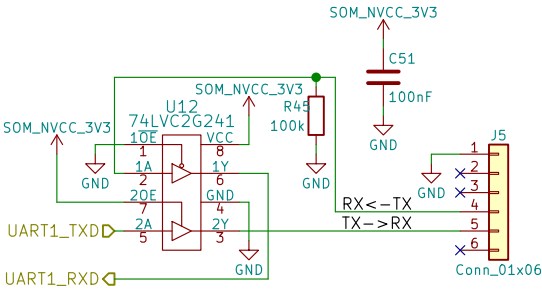 SOM_NVCC_3V3
C51
100nF
GND
SOM_NVCC_3V3
U12
74LVC2G241
R45
100k
GND
SOM_NVCC_3V3
1OE VCC
1 8
GND
1A 1Y
2 6
2OE GND
7 4
UART1_TXD
2A 2Y
5 3
GND
UART1_RXD
J5
1
2
3
4
5
6
GND
RX<-TX
TX->RX
Conn_01x06